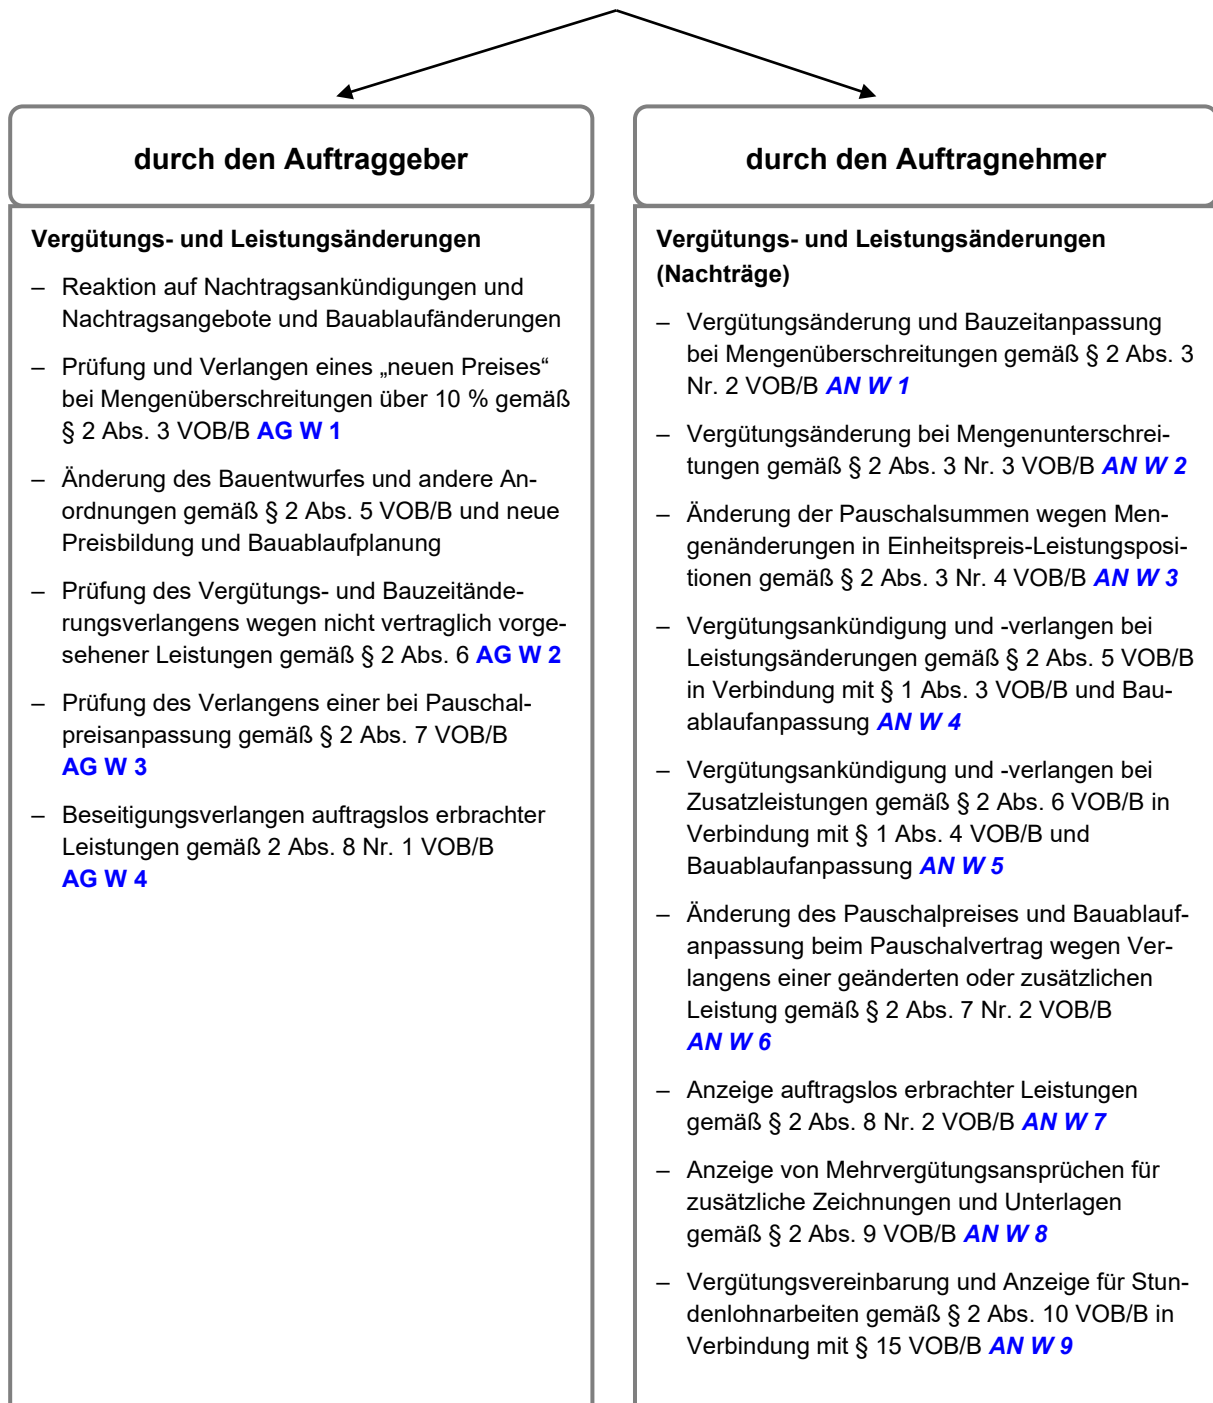 durch den Auftraggeber
Vergütungs- und Leistungsänderungen
– Reaktion auf Nachtragsankündigungen und
Nachtragsangebote und Bauablaufänderungen
– Prüfung und Verlangen eines „neuen Preises“
bei Mengenüberschreitungen über 10 % gemäß
§ 2 Abs. 3 VOB/B AG W 1
– Änderung des Bauentwurfes und andere An-
ordnungen gemäß § 2 Abs. 5 VOB/B und neue
Preisbildung und Bauablaufplanung
– Prüfung des Vergütungs- und Bauzeitände-
rungsverlangens wegen nicht vertraglich vorge-
sehener Leistungen gemäß § 2 Abs. 6 AG W 2
– Prüfung des Verlangens einer bei Pauschal-
preisanpassung gemäß § 2 Abs. 7 VOB/B
AG W 3
– Beseitigungsverlangen auftragslos erbrachter
Leistungen gemäß 2 Abs. 8 Nr. 1 VOB/B
AG W 4
durch den Auftragnehmer
Vergütungs- und Leistungsänderungen
(Nachträge)
– Vergütungsänderung und Bauzeitanpassung
bei Mengenüberschreitungen gemäß § 2 Abs. 3
Nr. 2 VOB/B AN W 1
– Vergütungsänderung bei Mengenunterschrei-
tungen gemäß § 2 Abs. 3 Nr. 3 VOB/B AN W 2
– Änderung der Pauschalsummen wegen Men-
genänderungen in Einheitspreis-Leistungsposi-
tionen gemäß § 2 Abs. 3 Nr. 4 VOB/B AN W 3
– Vergütungsankündigung und -verlangen bei
Leistungsänderungen gemäß § 2 Abs. 5 VOB/B
in Verbindung mit § 1 Abs. 3 VOB/B und Bau-
ablaufanpassung AN W 4
– Vergütungsankündigung und -verlangen bei
Zusatzleistungen gemäß § 2 Abs. 6 VOB/B in
Verbindung mit § 1 Abs. 4 VOB/B und
Bauablaufanpassung AN W 5
– Änderung des Pauschalpreises und Bauablauf-
anpassung beim Pauschalvertrag wegen Ver-
langens einer geänderten oder zusätzlichen
Leistung gemäß § 2 Abs. 7 Nr. 2 VOB/B
AN W 6
– Anzeige auftragslos erbrachter Leistungen
gemäß § 2 Abs. 8 Nr. 2 VOB/B AN W 7
– Anzeige von Mehrvergütungsansprüchen für
zusätzliche Zeichnungen und Unterlagen
gemäß § 2 Abs. 9 VOB/B AN W 8
– Vergütungsvereinbarung und Anzeige für Stun-
denlohnarbeiten gemäß § 2 Abs. 10 VOB/B in
Verbindung mit § 15 VOB/B AN W 9